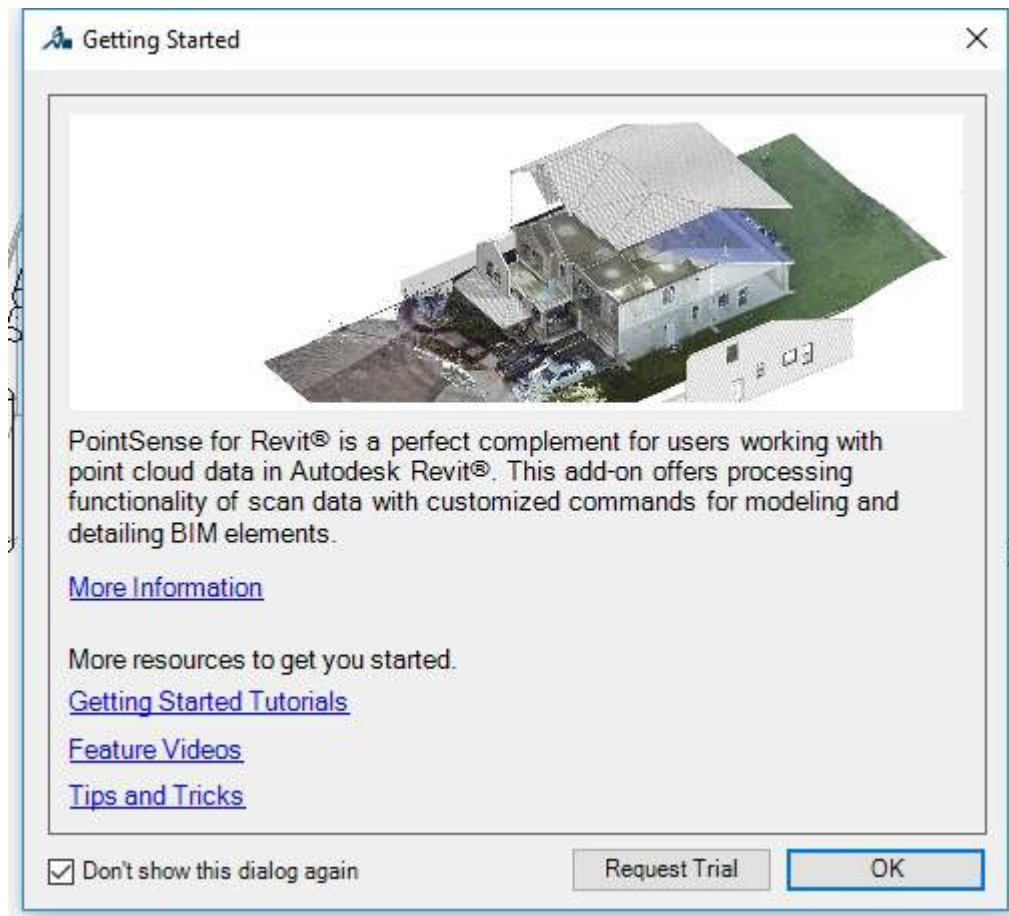 Getting Started
PointSense for Revit® is a perfect complement for users working with
point cloud data in Autodesk Revit®. This add-on offers processing
functionality of scan data with customized commands for modeling and
detailing BIM elements.
More Information
More resources to get you started.
Getting Started Tutorials
Feature Videos
Tips and Tricks
Don't show this dialog again
Request Trial
OK